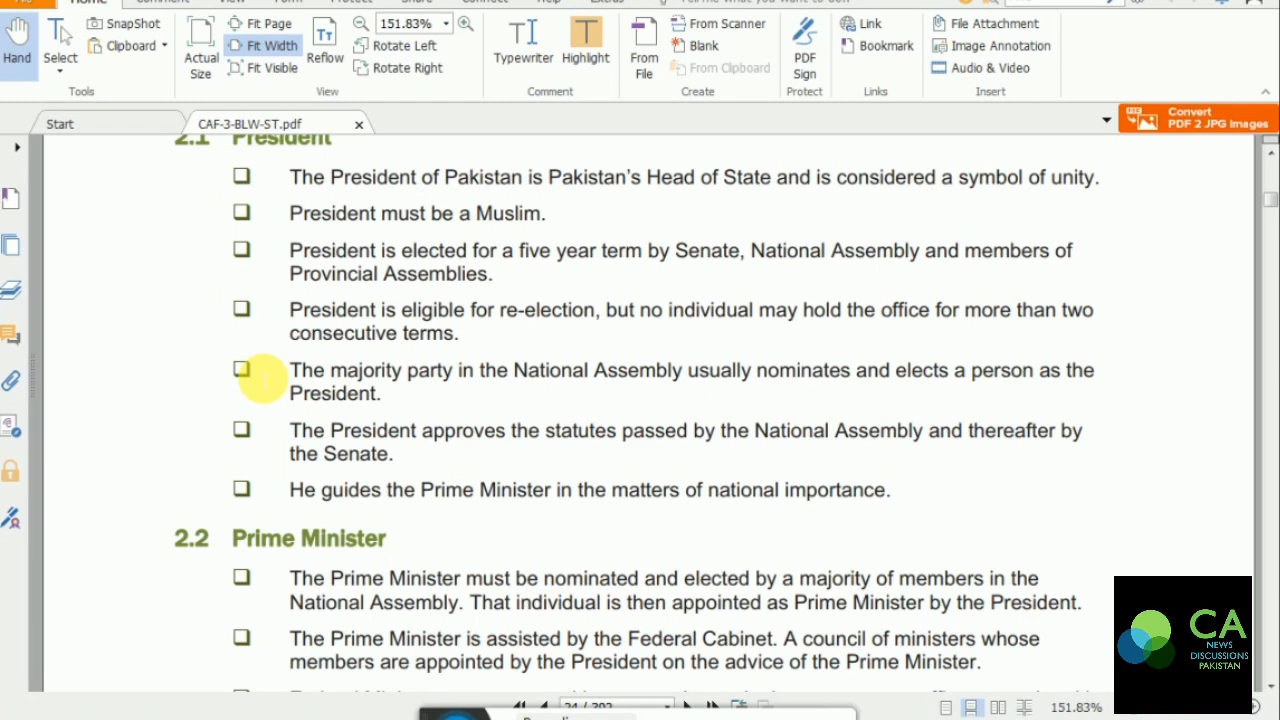 Home
SnapShot
Clipboard
Hand
Select
Tools
Actual Size
Fit Page
Fit Width
Fit Visible
Reflow
151.83%
Rotate Left
Rotate Right
View
Typewriter
Highlight
Comment
From File
From Scanner
Blank
From Clipboard
Create
PDF Sign
Protect
Link
Bookmark
Links
File Attachment
Image Annotation
Audio & Video
Insert
Start
CAF-3-BLW-ST.pdf
Convert
PDF 2 JPG Images
2.1 President
The President of Pakistan is Pakistan's Head of State and is considered a symbol of unity.
President must be a Muslim.
President is elected for a five year term by Senate, National Assembly and members of
Provincial Assemblies.
President is eligible for re-election, but no individual may hold the office for more than two
consecutive terms.
The majority party in the National Assembly usually nominates and elects a person as the
President.
The President approves the statutes passed by the National Assembly and thereafter by
the Senate.
He guides the Prime Minister in the matters of national importance.
2.2 Prime Minister
The Prime Minister must be nominated and elected by a majority of members in the
National Assembly. That individual is then appointed as Prime Minister by the President.
The Prime Minister is assisted by the Federal Cabinet. A council of ministers whose
members are appointed by the President on the advice of the Prime Minister.
CA
NEWS
DISCUSSIONS
PAKISTAN
24 / 392
151.83%